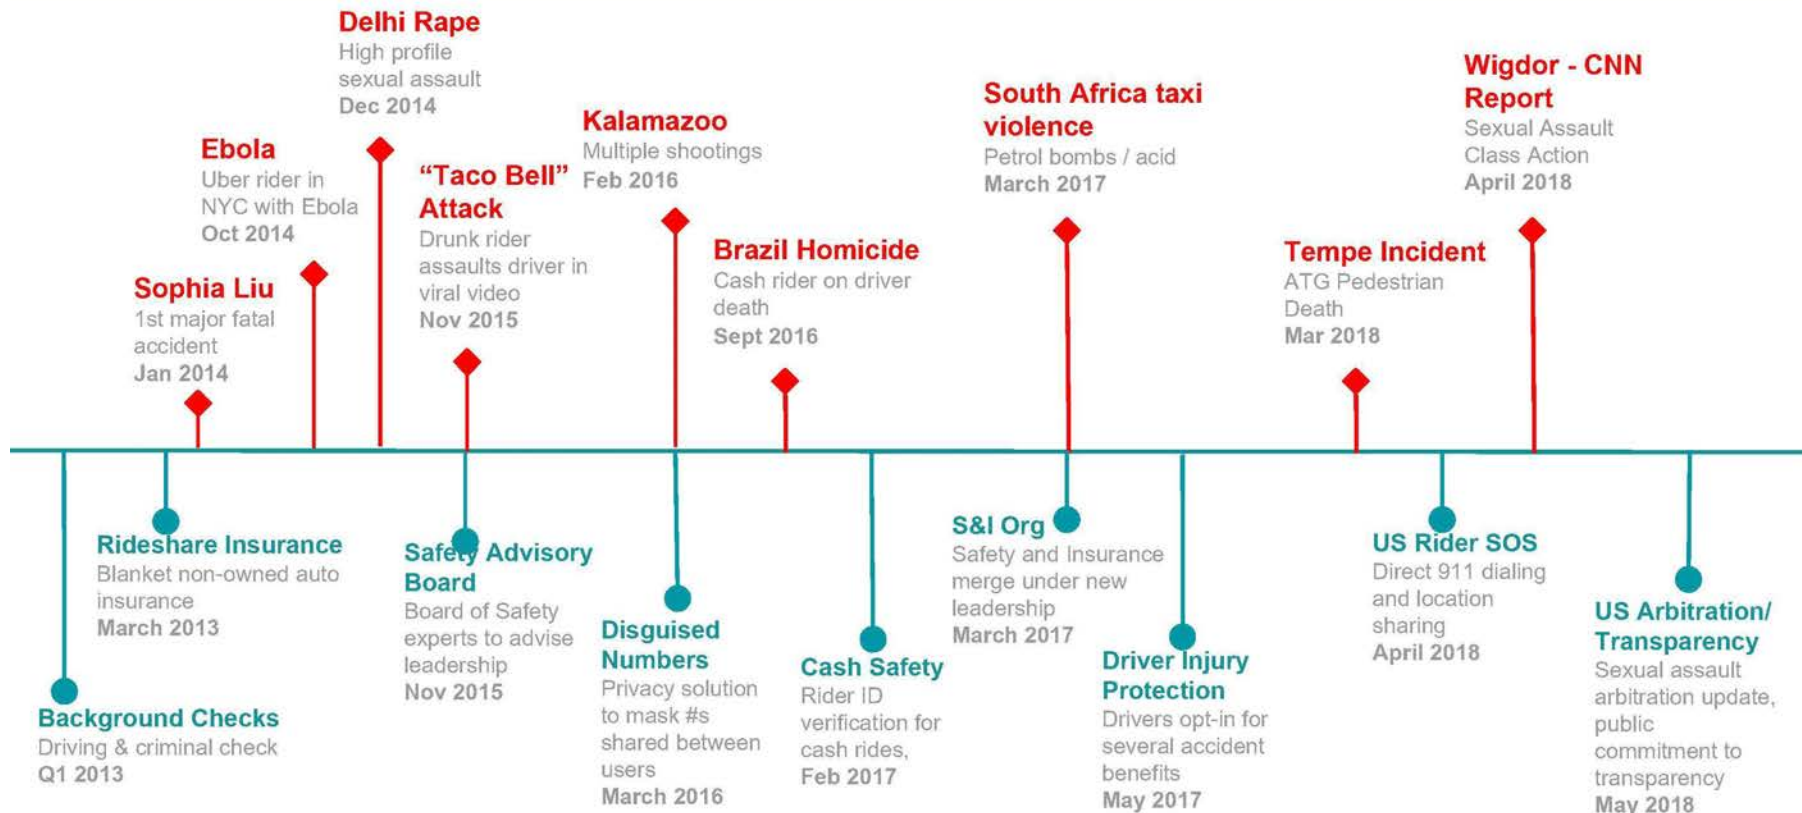 Delhi Rape
High profile
sexual assault
Dec 2014
Ebola
Uber rider in
NYC with Ebola
Oct 2014
Sophia Liu
1st major fatal
accident
Jan 2014
“Taco Bell”
Attack
Drunk rider
assaults driver in
viral video
Nov 2015
Kalamazoo
Multiple shootings
Feb 2016
Brazil Homicide
Cash rider on driver
death
Sept 2016
South Africa taxi
violence
Petrol bombs / acid
March 2017
Tempe Incident
ATG Pedestrian
Death
Mar 2018
Wigdor - CNN
Report
Sexual Assault
Class Action
April 2018
Background Checks
Driving & criminal check
Q1 2013
Rideshare Insurance
Blanket non-owned auto
insurance
March 2013
Safety Advisory
Board
Board of Safety
experts to advise
leadership
Nov 2015
Disguised
Numbers
Privacy solution
to mask #s
shared between
users
March 2016
Cash Safety
Rider ID
verification for
cash rides,
Feb 2017
S&I Org
Safety and Insurance
merge under new
leadership
March 2017
Driver Injury
Protection
Drivers opt-in for
several accident
benefits
May 2017
US Rider SOS
Direct 911 dialing
and location
sharing
April 2018
US Arbitration/
Transparency
Sexual assault
arbitration update,
public
commitment to
transparency
May 2018